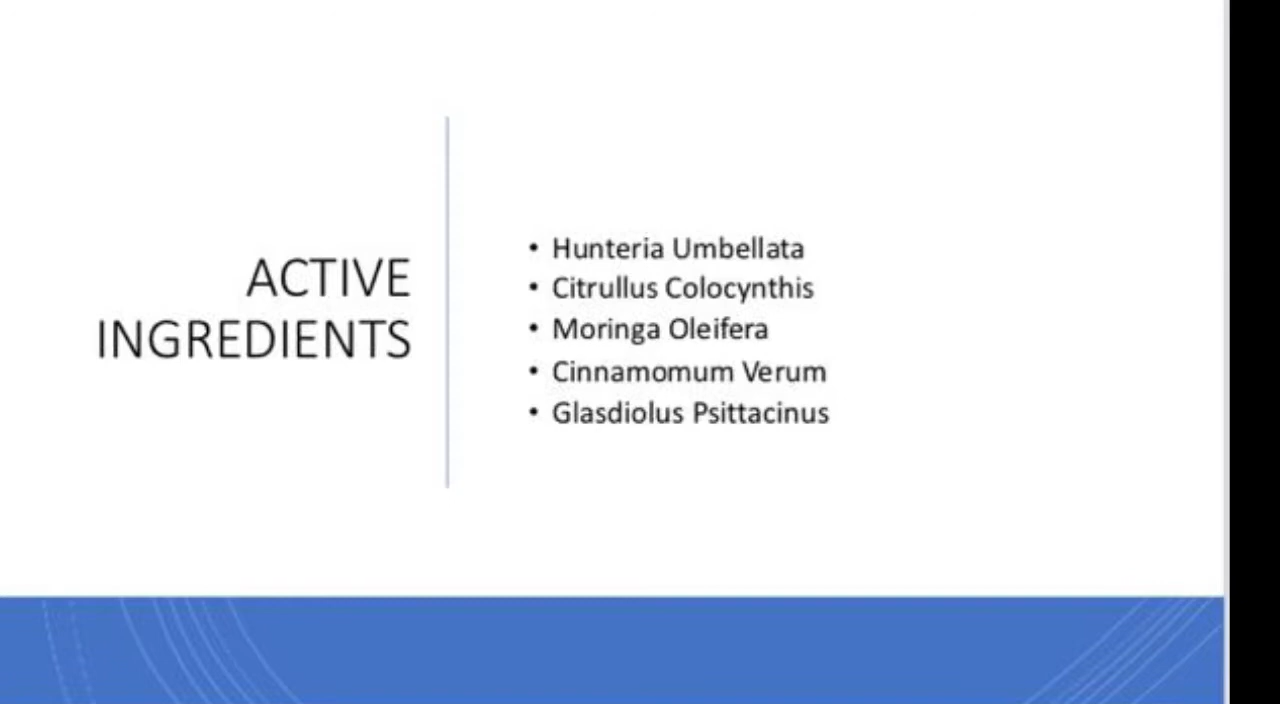 ACTIVE
INGREDIENTS
• Hunteria Umbellata
• Citrullus Colocynthis
• Moringa Oleifera
• Cinnamomum Verum
• Glasdiolus Psittacinus